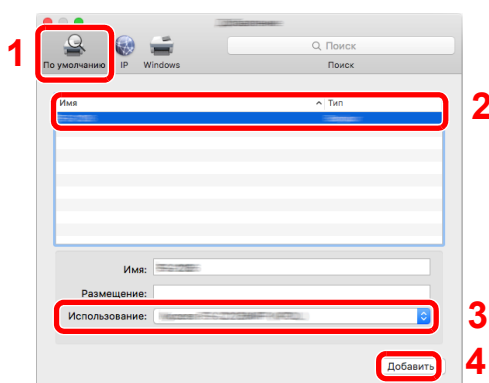 1
По умолчанию IP Windows
Поиск
Поиск
2
Имя Тип
Имя:
Размещение:
Использование:
3
Добавить
4